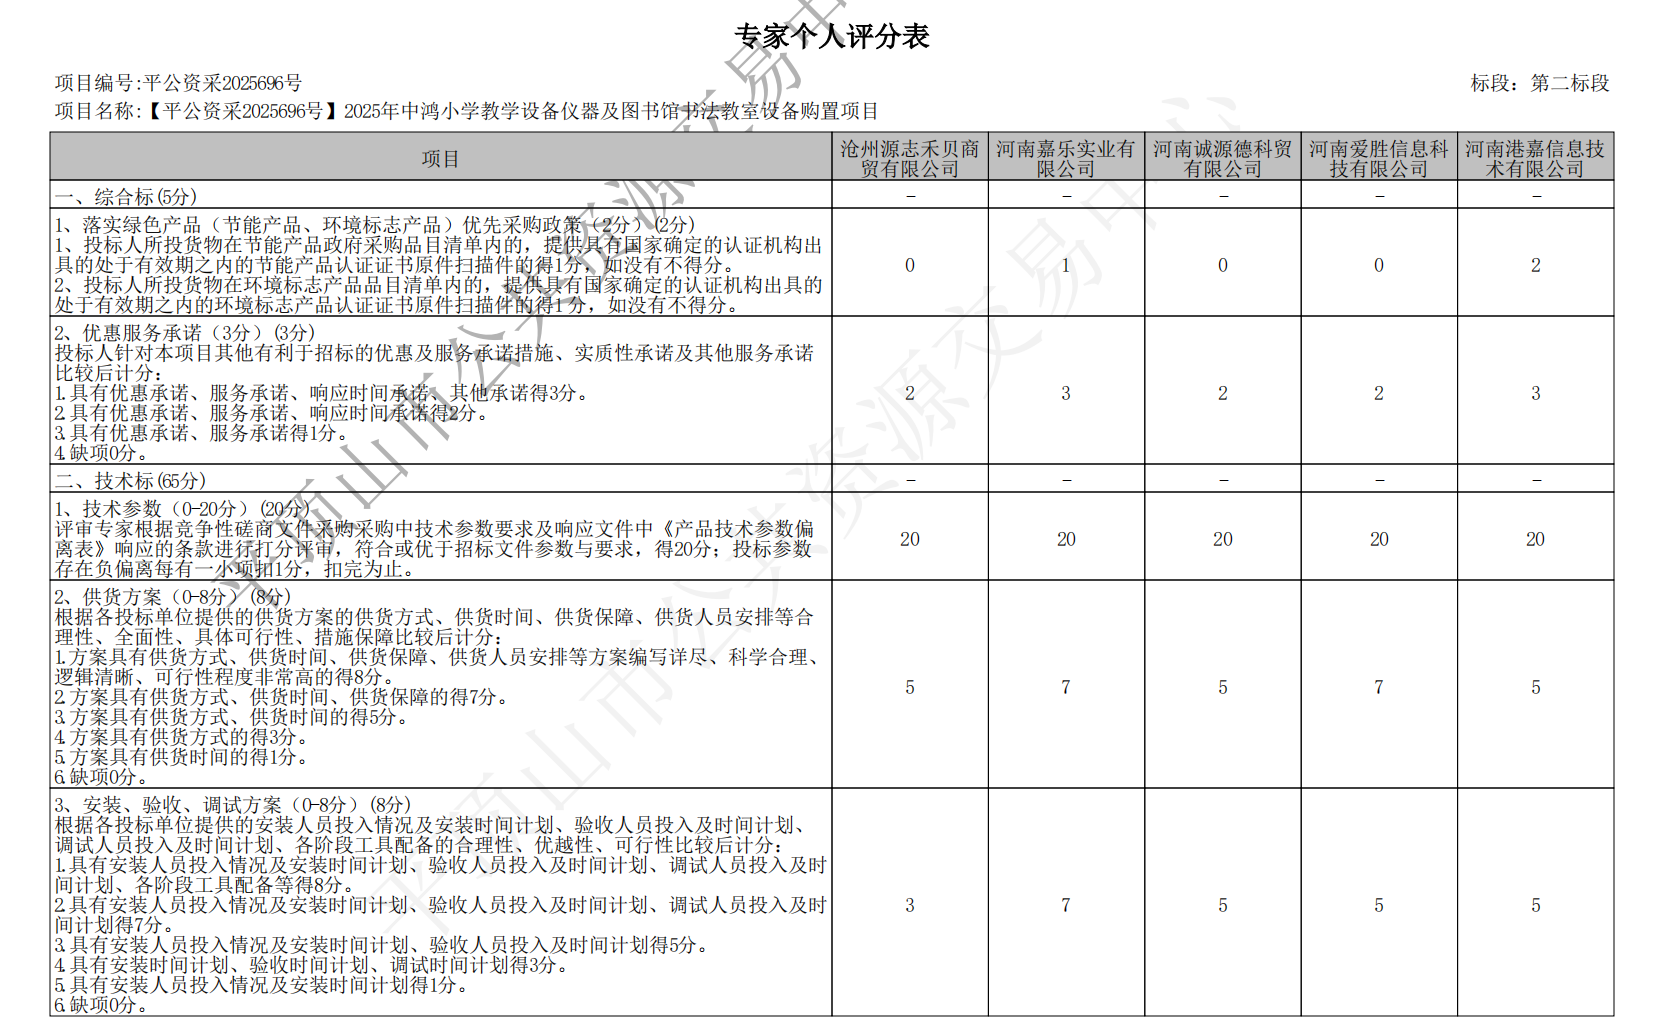 专家个人评分表
项目编号:平公资采2025696号
标段：第二标段
项目名称:【平公资采2025696号】2025年中鸿小学教学设备仪器及图书馆书法教室设备购置项目
项目
沧州源志禾贝商
贸有限公司
河南嘉乐实业有
限公司
河南诚源德科贸
有限公司
河南爱胜信息科
技有限公司
河南港嘉信息技
术有限公司
一、综合标(5分)
– – – – –
1、落实绿色产品（节能产品、环境标志产品）优先采购政策（2分）(2分)
1、投标人所投货物在节能产品政府采购品目清单内的，提供具有国家确定的认证机构出
具的处于有效期之内的节能产品认证证书原件扫描件的得1分，如没有不得分。
2、投标人所投货物在环境标志产品品目清单内的，提供具有国家确定的认证机构出具的
处于有效期之内的环境标志产品认证证书原件扫描件的得1分，如没有不得分。
0 1 0 0 2
2、优惠服务承诺（3分）(3分)
投标人针对本项目其他有利于招标的优惠及服务承诺措施、实质性承诺及其他服务承诺
比较后计分：
1.具有优惠承诺、服务承诺、响应时间承诺、其他承诺得3分。
2.具有优惠承诺、服务承诺、响应时间承诺得2分。
3.具有优惠承诺、服务承诺得1分。
4.缺项0分。
2 3 2 2 3
二、技术标(65分)
– – – – –
1、技术参数（0-20分）(20分)
评审专家根据竞争性磋商文件采购采购中技术参数要求及响应文件中《产品技术参数偏
离表》响应的条款进行打分评审，符合或优于招标文件参数与要求，得20分；投标参数
存在负偏离每有一小项扣1分，扣完为止。
20 20 20 20 20
2、供货方案（0-8分）(8分)
根据各投标单位提供的供货方案的供货方式、供货时间、供货保障、供货人员安排等合
理性、全面性、具体可行性、措施保障比较后计分：
1.方案具有供货方式、供货时间、供货保障、供货人员安排等方案编写详尽、科学合理、
逻辑清晰、可行性程度非常高的得8分。
2.方案具有供货方式、供货时间、供货保障的得7分。
3.方案具有供货方式、供货时间的得5分。
4.方案具有供货方式的得3分。
5.方案具有供货时间的得1分。
6.缺项0分。
5 7 5 7 5
3、安装、验收、调试方案（0-8分）(8分)
根据各投标单位提供的安装人员投入情况及安装时间计划、验收人员投入及时间计划、
调试人员投入及时间计划、各阶段工具配备的合理性、优越性、可行性比较后计分：
1.具有安装人员投入情况及安装时间计划、验收人员投入及时间计划、调试人员投入及时
间计划、各阶段工具配备等得8分。
2.具有安装人员投入情况及安装时间计划、验收人员投入及时间计划、调试人员投入及时
间计划得7分。
3.具有安装人员投入情况及安装时间计划、验收人员投入及时间计划得5分。
4.具有安装时间计划、验收时间计划、调试时间计划得3分。
5.具有安装人员投入情况及安装时间计划得1分。
6.缺项0分。
3 7 5 5 5
平顶山市公共资源交易中
平顶山市公共资源交易中心